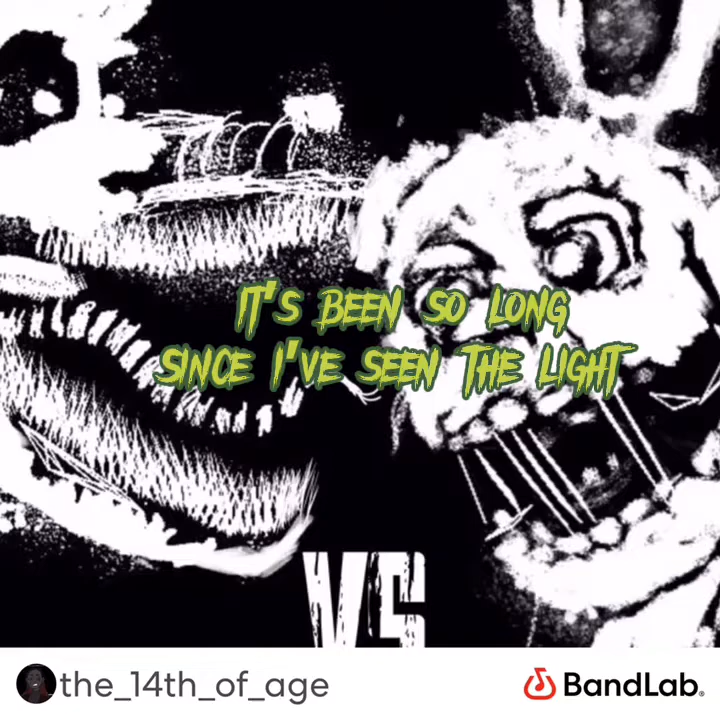 IT'S BEEN SO LONG
SINCE I'VE SEEN THE LIGHT
VS
the_14th_of_age
BandLab®